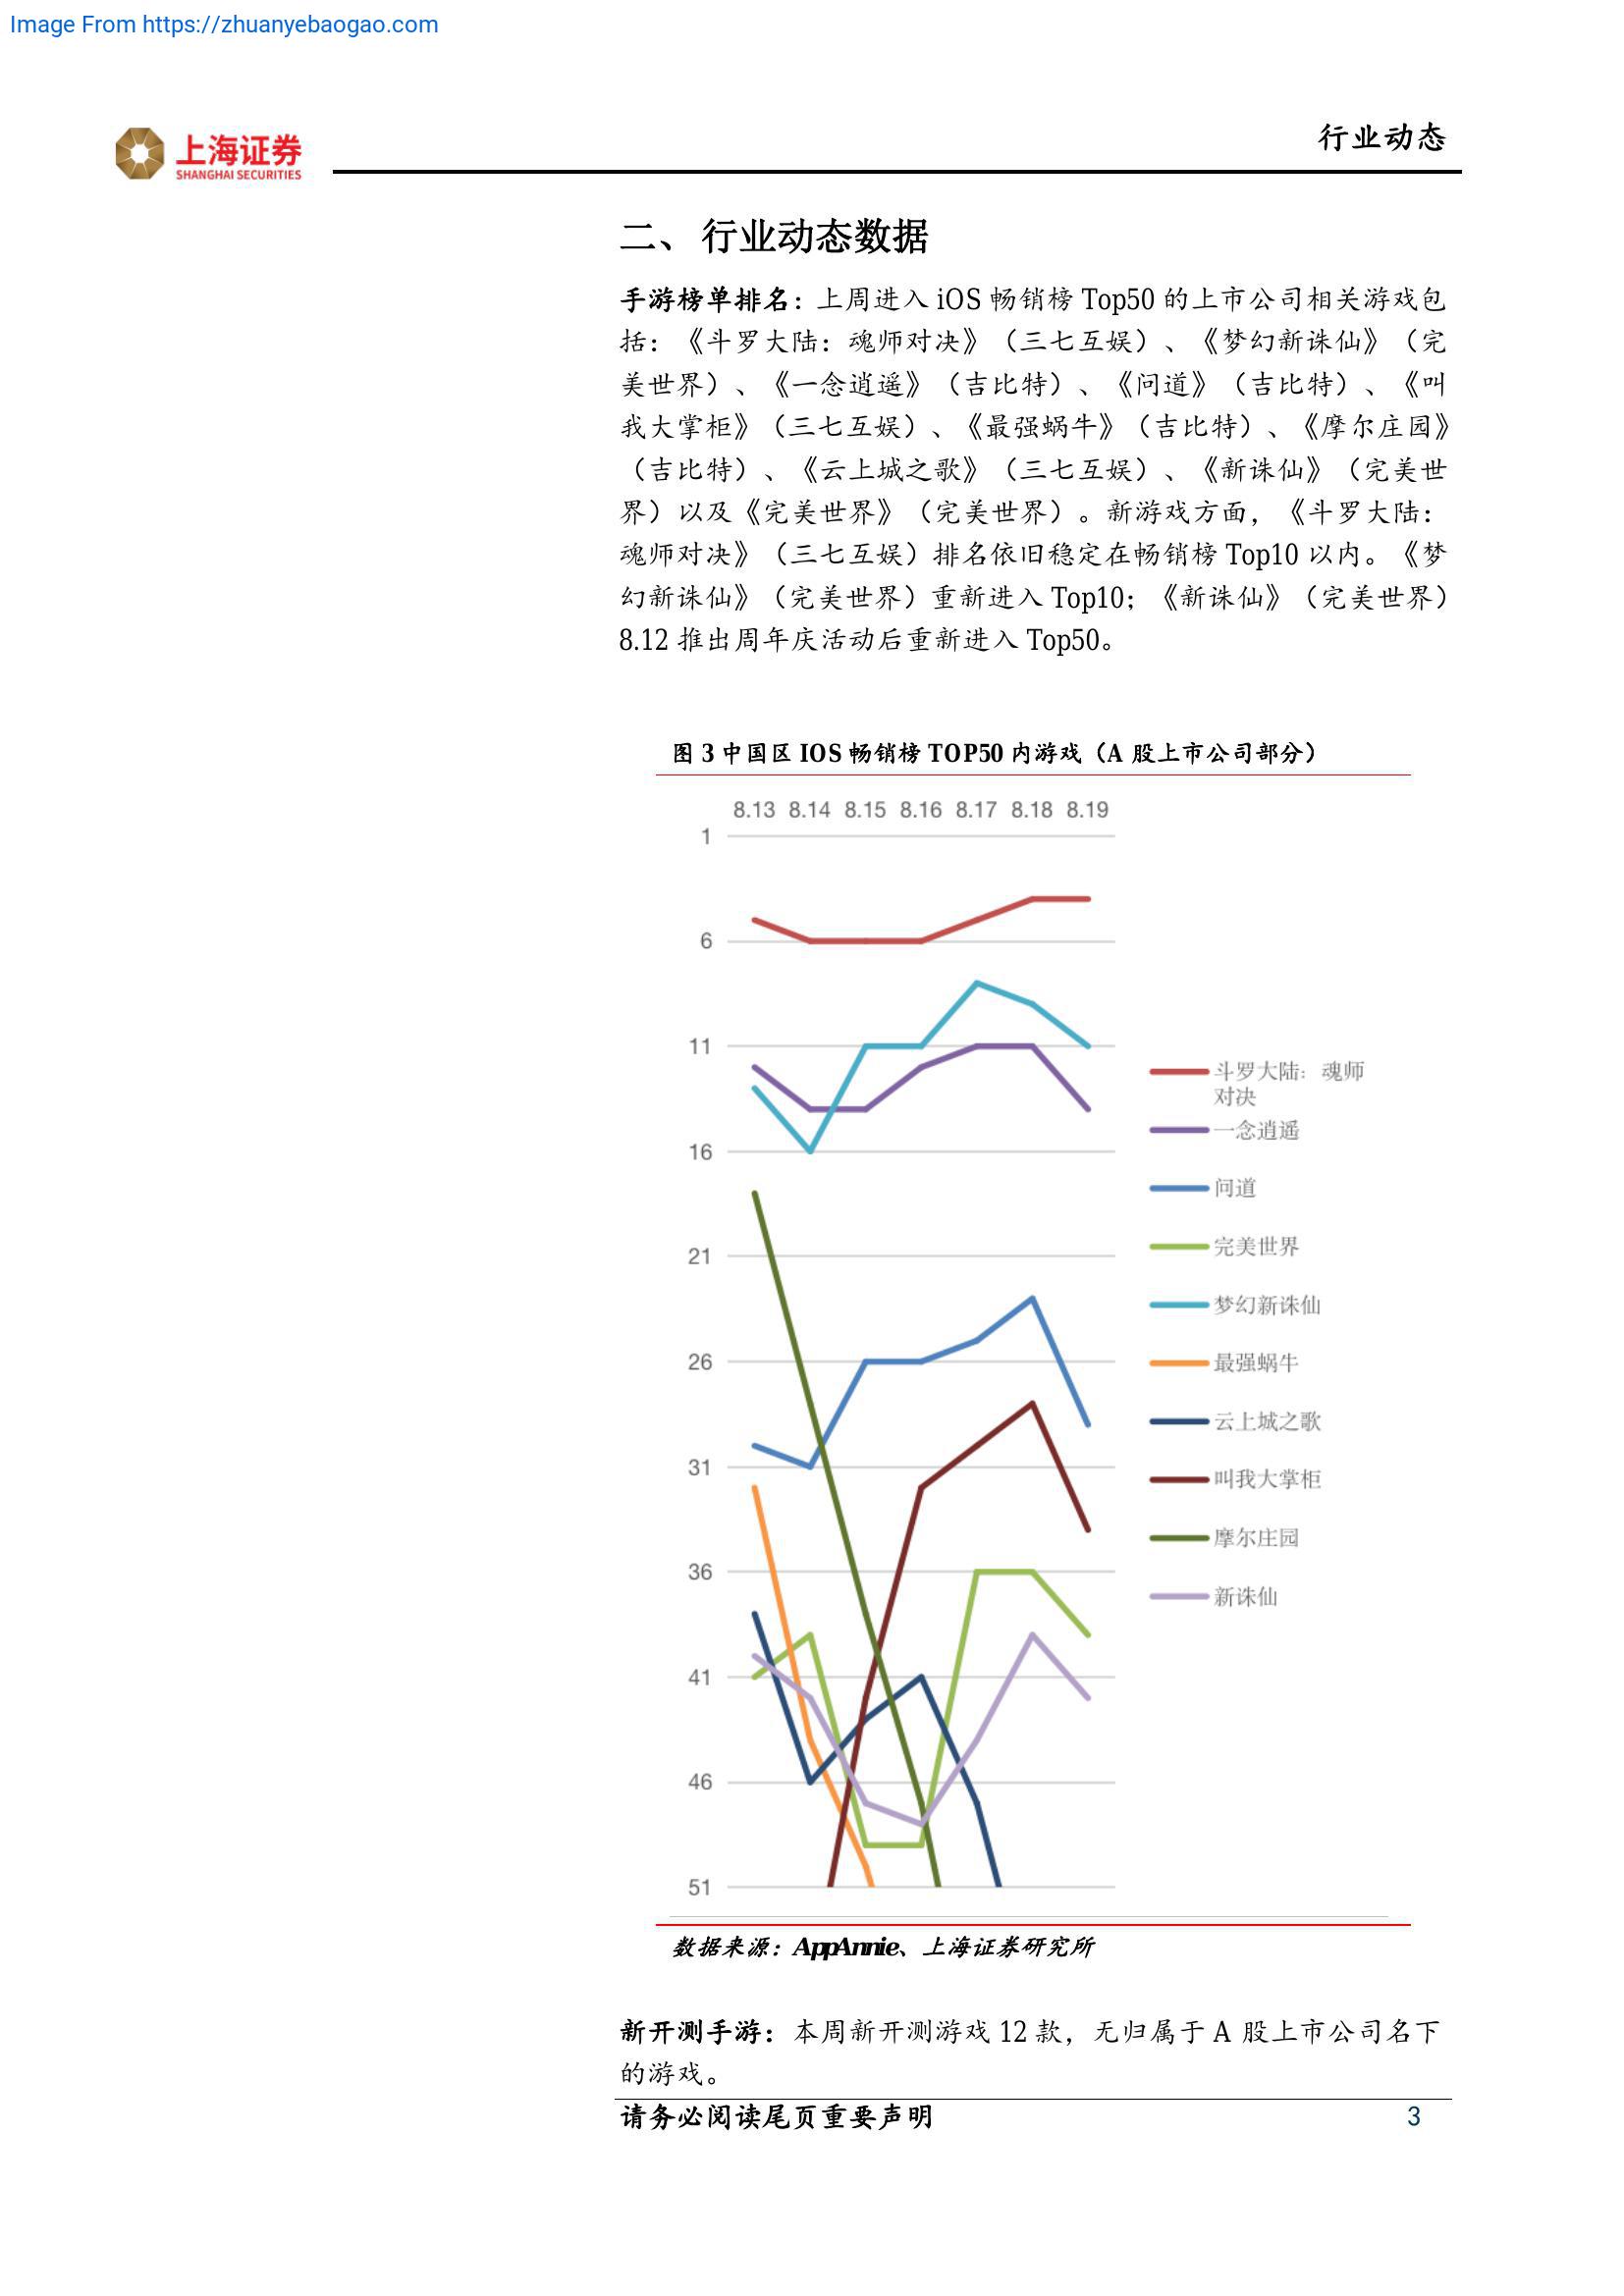 Image From https://zhuanyebaogao.com
上海证券
SHANGHAI SECURITIES
行业动态
二、 行业动态数据
手游榜单排名：上周进入 iOS 畅销榜 Top50 的上市公司相关游戏包
括：《斗罗大陆：魂师对决》（三七互娱）、《梦幻新诛仙》（完
美世界）、《一念逍遥》（吉比特）、《问道》（吉比特）、《叫
我大掌柜》（三七互娱）、《最强蜗牛》（吉比特）、《摩尔庄园》
（吉比特）、《云上城之歌》（三七互娱）、《新诛仙》（完美世
界）以及《完美世界》（完美世界）。新游戏方面，《斗罗大陆：
魂师对决》（三七互娱）排名依旧稳定在畅销榜 Top10 以内。《梦
幻新诛仙》（完美世界）重新进入 Top10；《新诛仙》（完美世界）
8.12 推出周年庆活动后重新进入 Top50。
图 3 中国区 IOS 畅销榜 TOP50 内游戏（A 股上市公司部分）
8.13 8.14 8.15 8.16 8.17 8.18 8.19
1
6
11
16
21
26
31
36
41
46
51
斗罗大陆：魂师
对决
一念逍遥
问道
完美世界
梦幻新诛仙
最强蜗牛
云上城之歌
叫我大掌柜
摩尔庄园
新诛仙
数据来源：AppAnnie、上海证券研究所
新开测手游：本周新开测游戏 12 款，无归属于 A 股上市公司名下
的游戏。
请务必阅读尾页重要声明
3